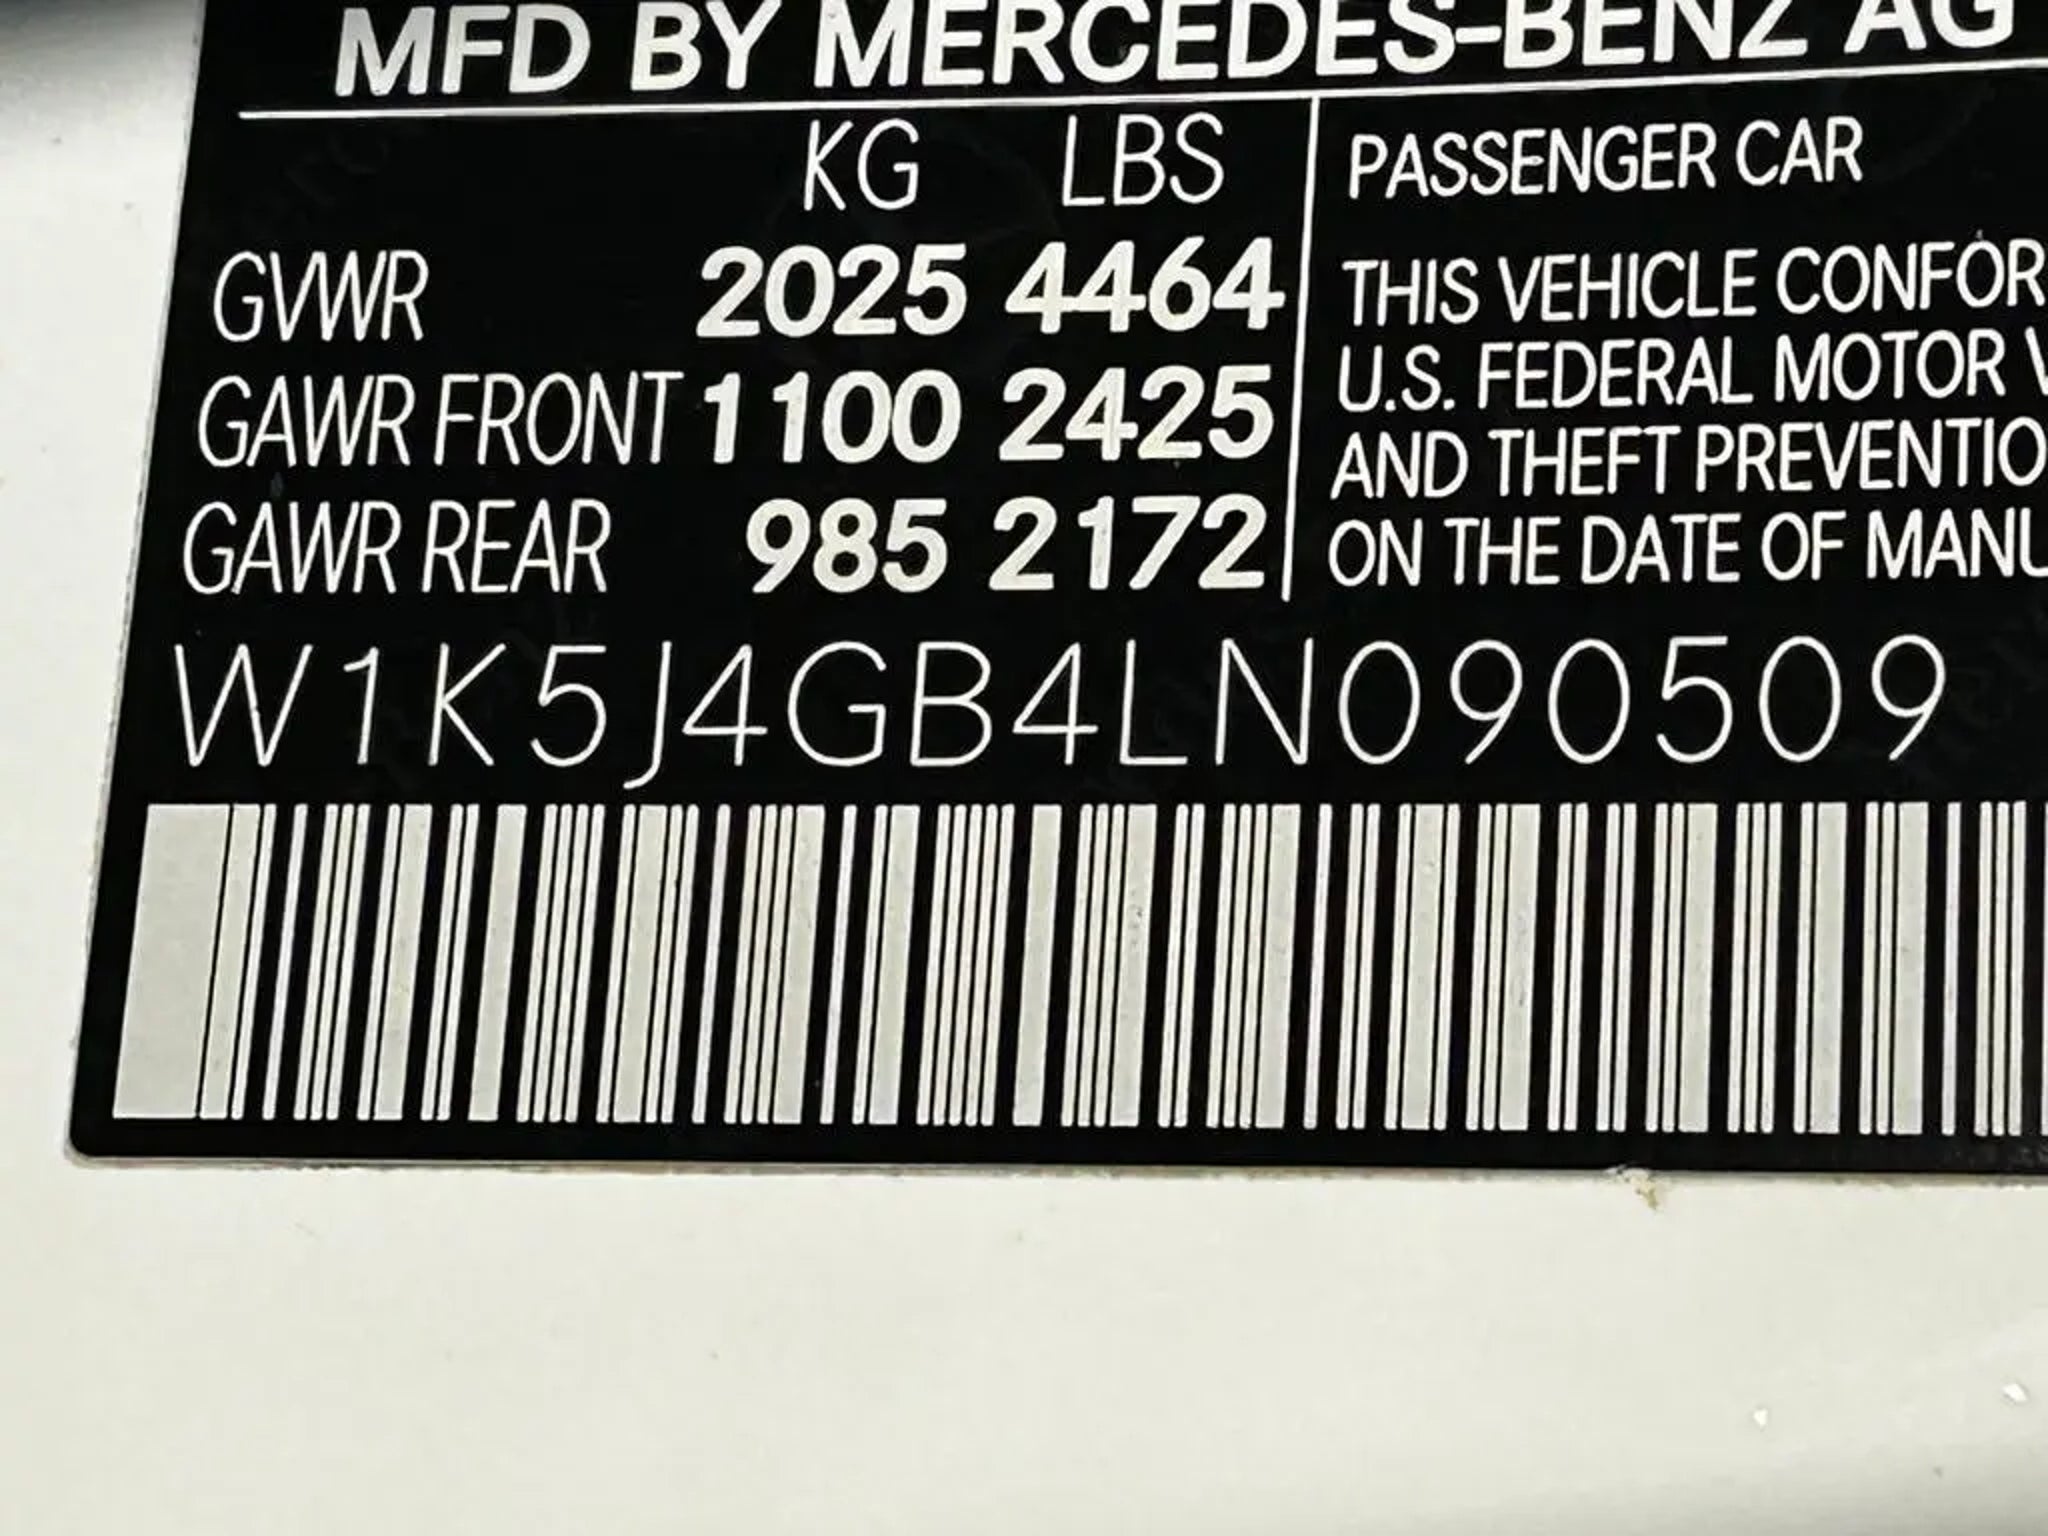 MFD BY MERCEDES-BENZ AG
KG LBS
GVWR 2025 4464
GAWR FRONT 1100 2425
GAWR REAR 985 2172
PASSENGER CAR
THIS VEHICLE CONFOR
U.S. FEDERAL MOTOR V
AND THEFT PREVENTIO
ON THE DATE OF MANU
W1K5J4GB4LN090509